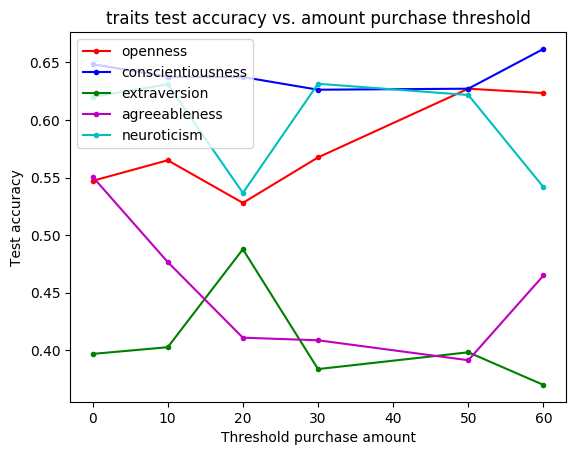 traits test accuracy vs. amount purchase threshold
openness
conscientiousness
extraversion
agreeableness
neuroticism
Test accuracy
0.65
0.60
0.55
0.50
0.45
0.40
0 10 20 30 40 50 60
Threshold purchase amount